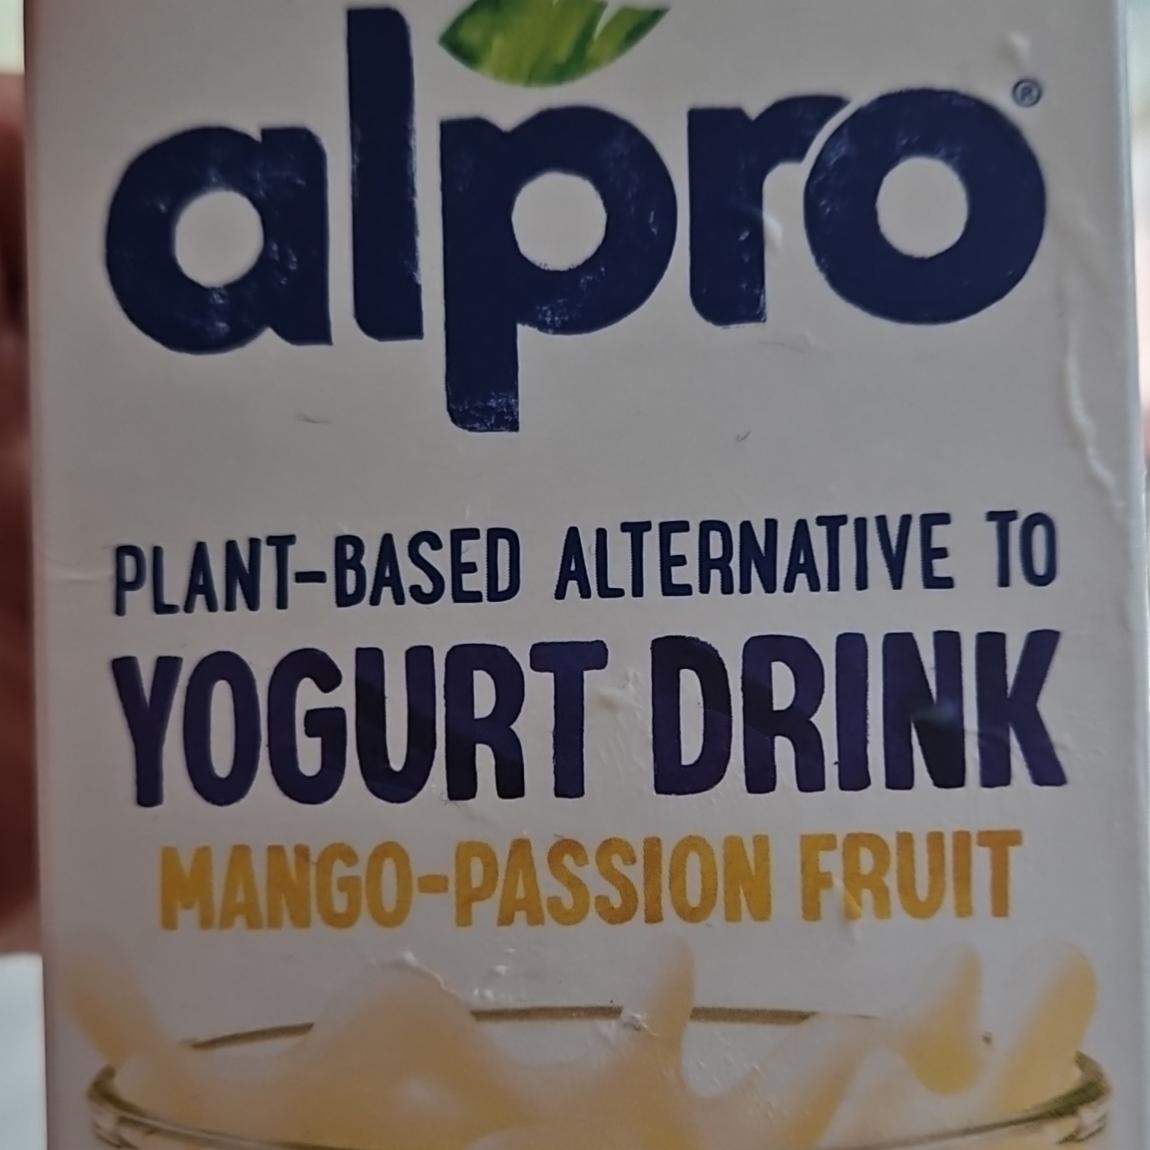 alpro®
PLANT-BASED ALTERNATIVE TO
YOGURT DRINK
MANGO-PASSION FRUIT